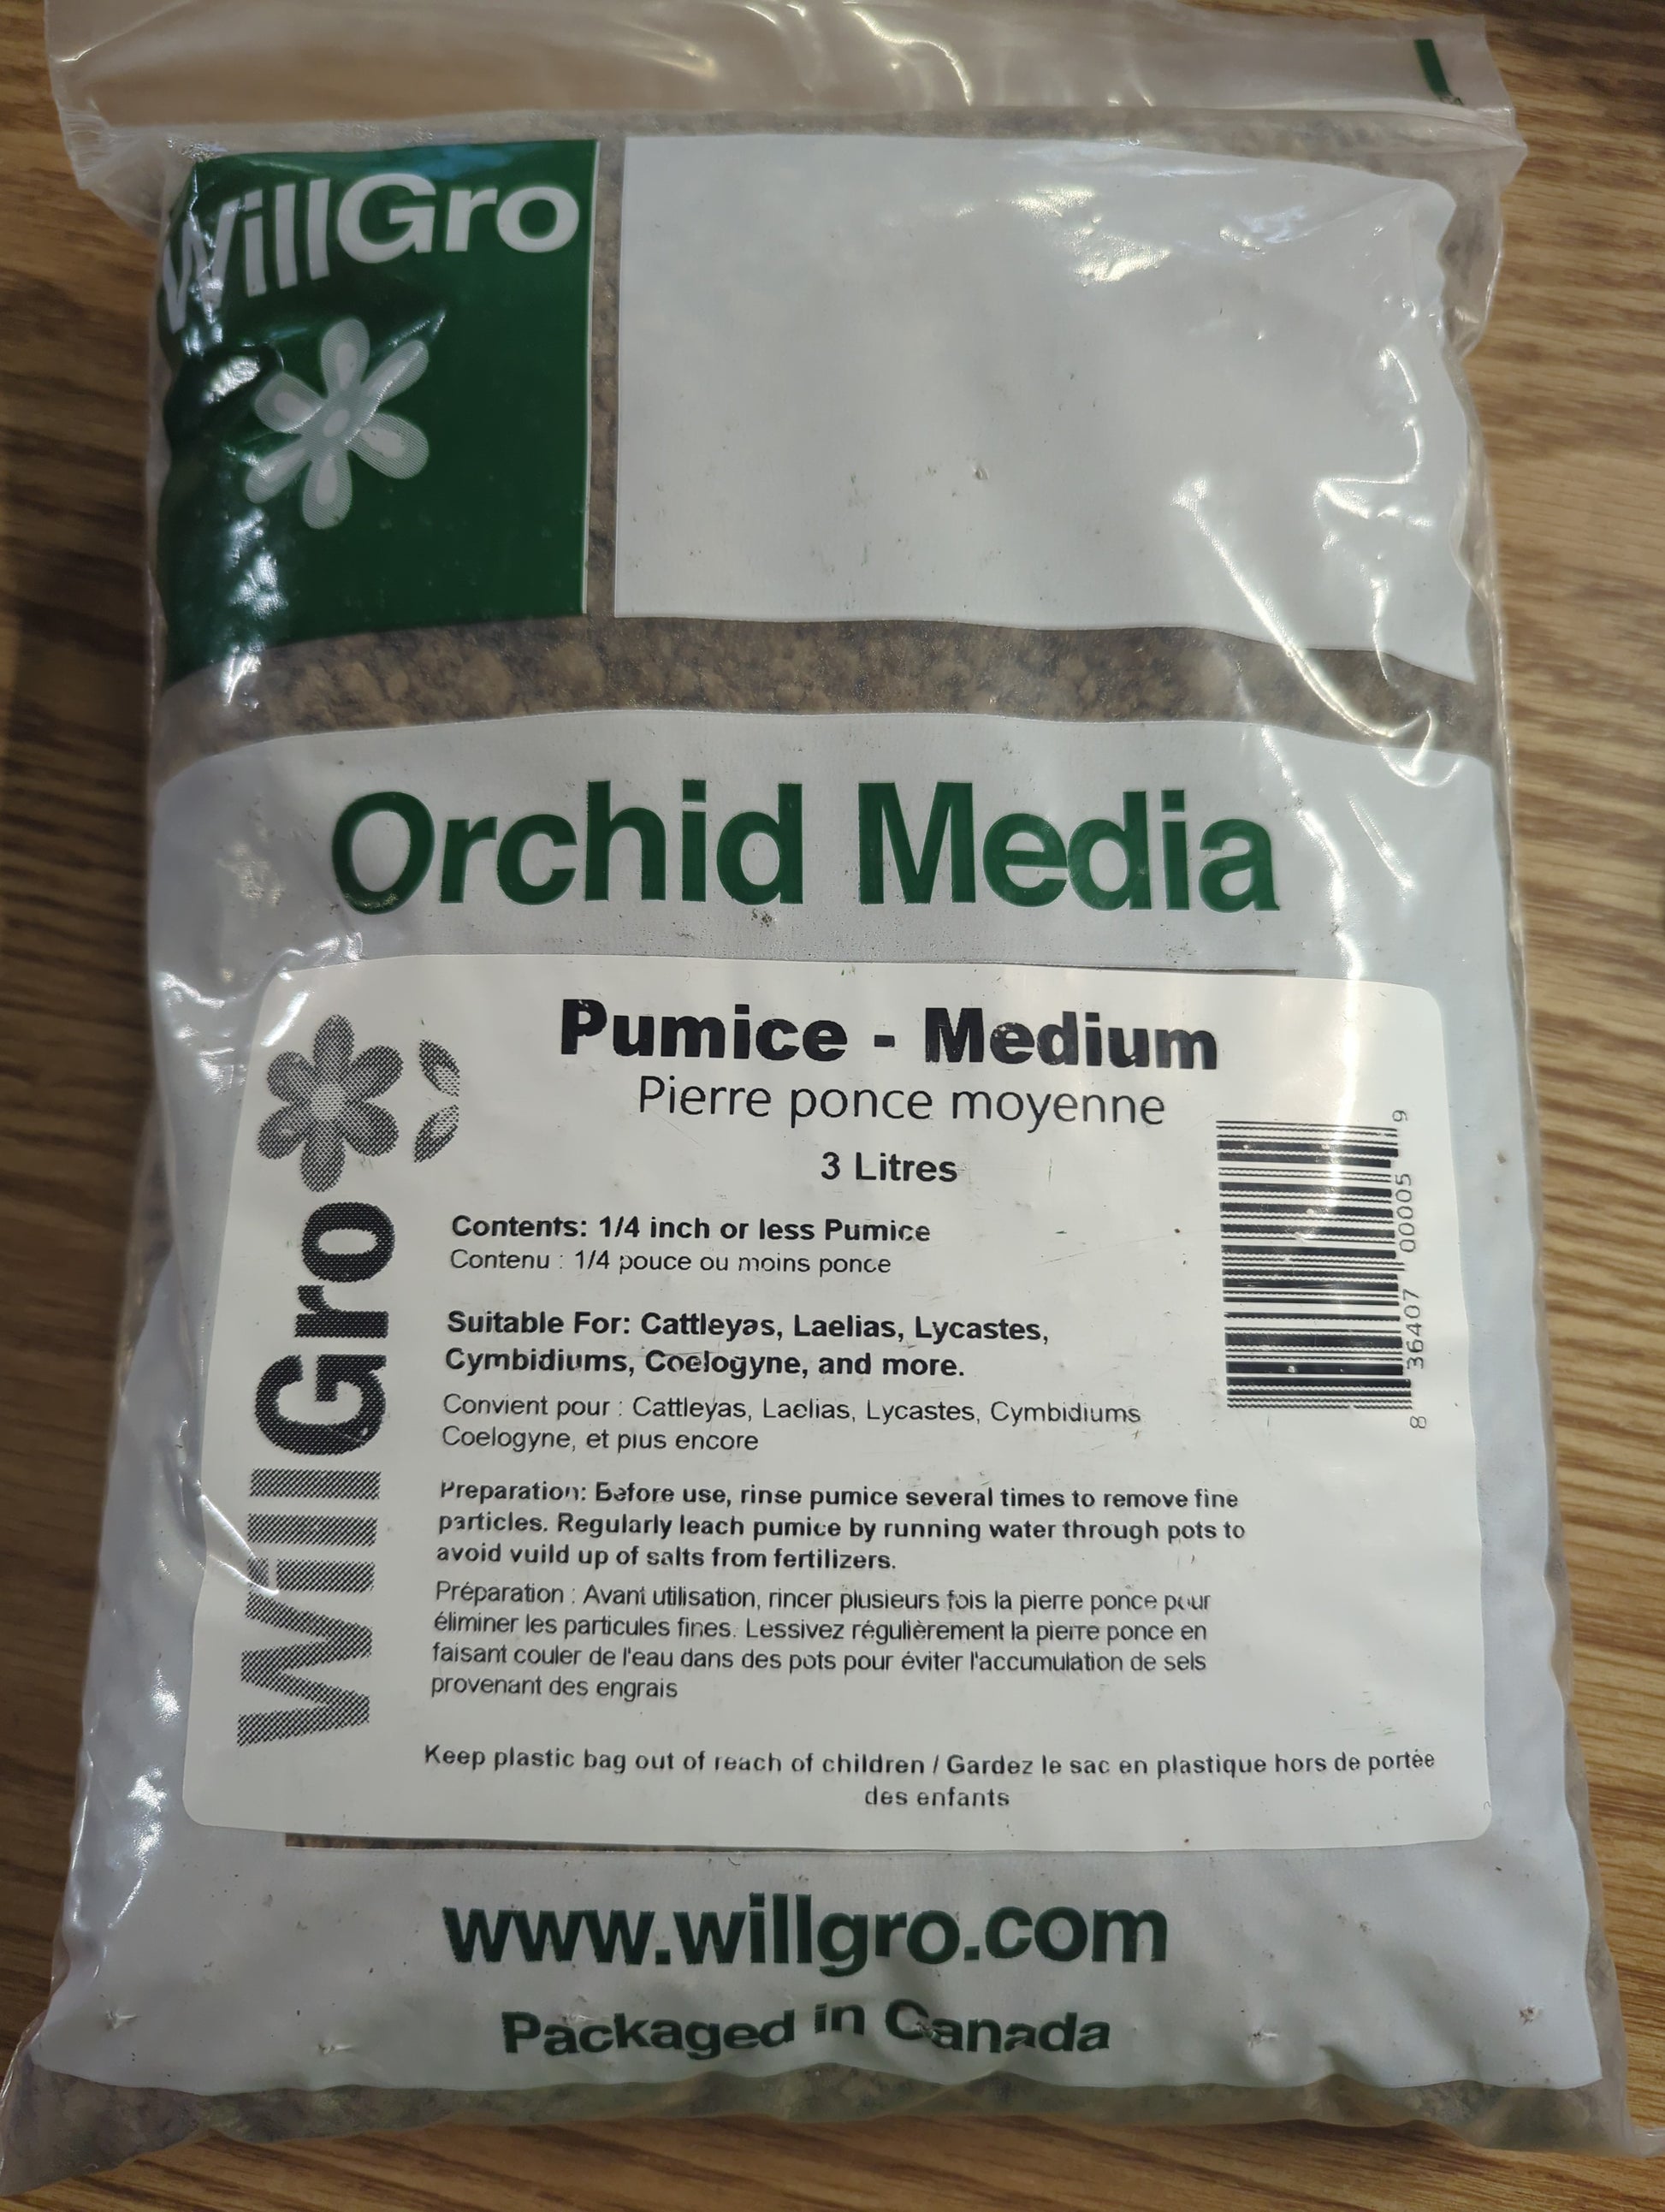 WillGro
Orchid Media
Pumice - Medium
Pierre ponce moyenne
3 Litres
Contents: 1/4 inch or less Pumice
Contenu : 1/4 pouce ou moins ponce
Suitable For: Cattleyas, Laelias, Lycastes,
Cymbidiums, Coelogyne, and more.
Convient pour : Cattleyas, Laelias, Lycastes, Cymbidiums
Coelogyne, et plus encore
Preparation: Before use, rinse pumice several times to remove fine
particles. Regularly leach pumice by running water through pots to
avoid vuild up of salts from fertilizers.
Préparation : Avant utilisation, rincer plusieurs fois la pierre ponce pour
éliminer les particules fines. Lessivez régulièrement la pierre ponce en
faisant couler de l'eau dans des pots pour éviter l'accumulation de sels
provenant des engrais
Keep plastic bag out of reach of children / Gardez le sac en plastique hors de portée
des enfants
WillGro
8 36407 00005 9
www.willgro.com
Packaged in Canada